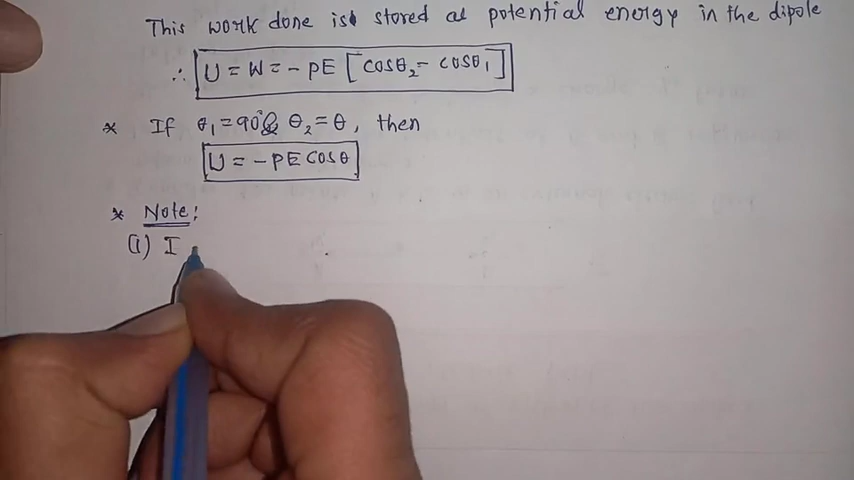 This work done is stored as potential energy in the dipole
∴ U = W = - PE [ cosθ₂ - cosθ₁ ]
* If θ₁ = 90° & θ₂ = θ, then
U = - PE cosθ
* Note:
(1) I